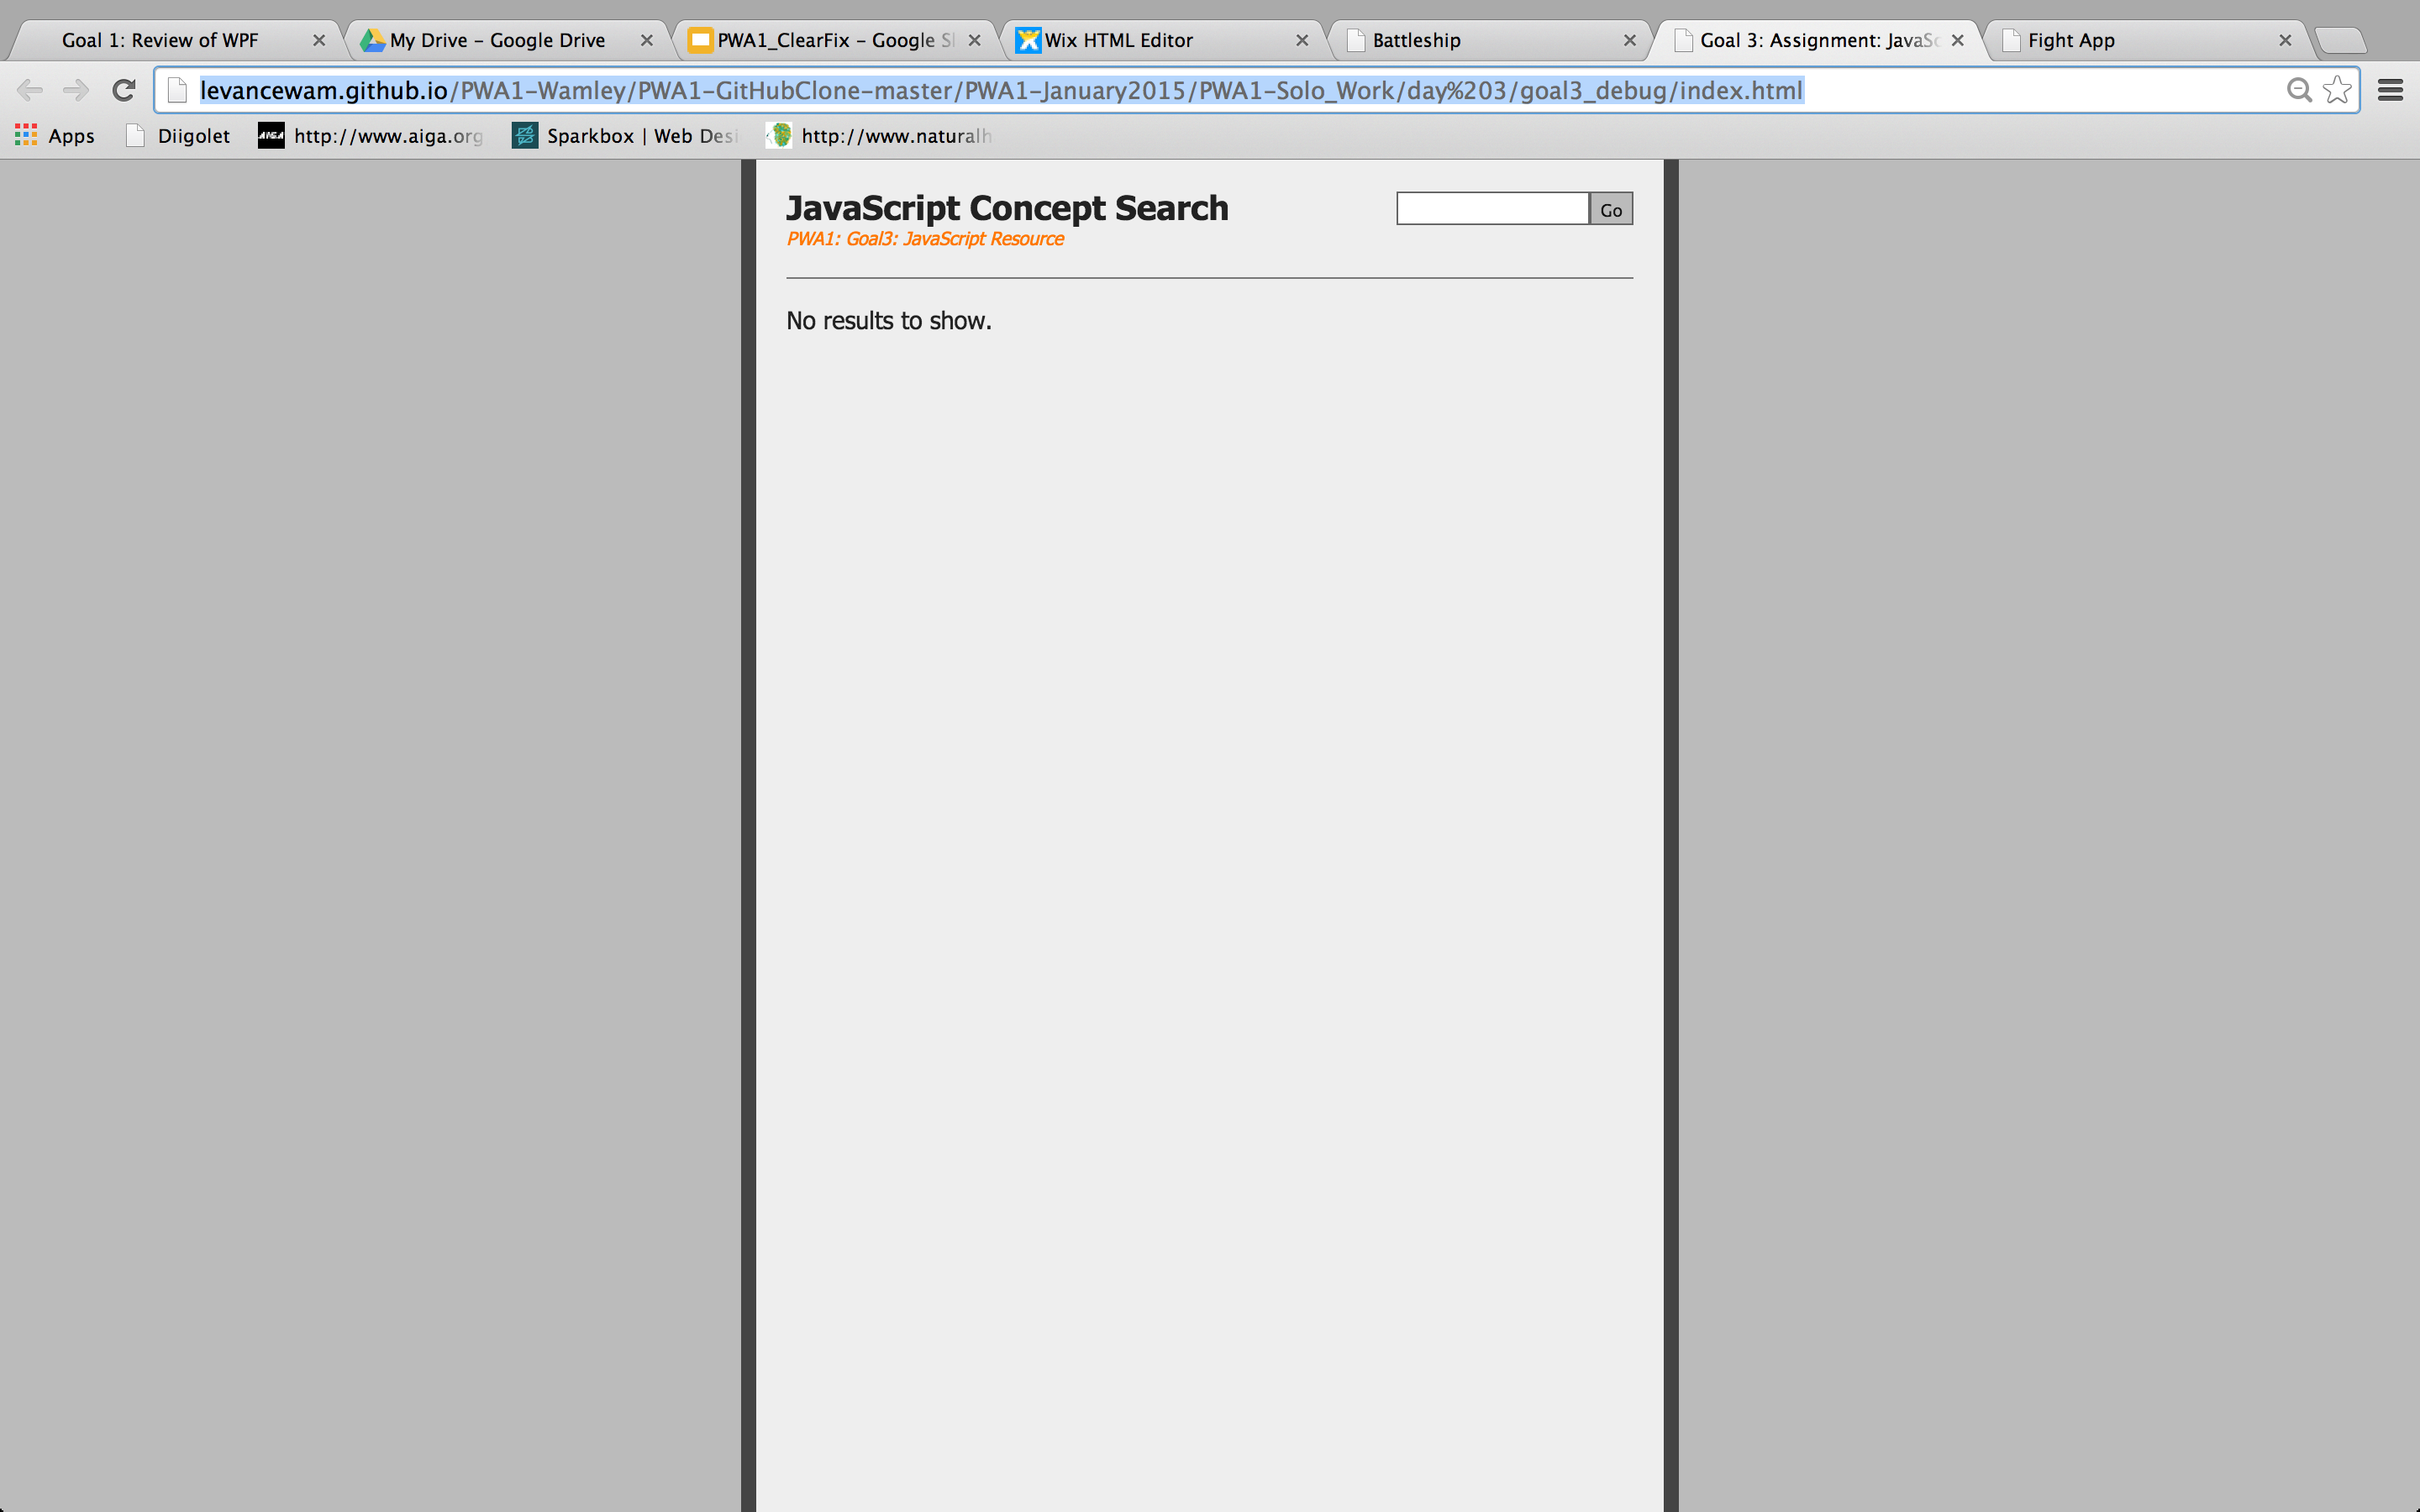 Goal 1: Review of WPF
My Drive - Google Drive
PWA1_ClearFix - Google Sl
Wix HTML Editor
Battleship
Goal 3: Assignment: JavaSc
Fight App
levancewam.github.io/PWA1-Wamley/PWA1-GitHubClone-master/PWA1-January2015/PWA1-Solo_Work/day%203/goal3_debug/index.html
Apps
Diigolet
AIGA
http://www.aiga.org
Sparkbox | Web Desi
http://www.naturalh
JavaScript Concept Search
Go
PWA1: Goal3: JavaScript Resource
No results to show.